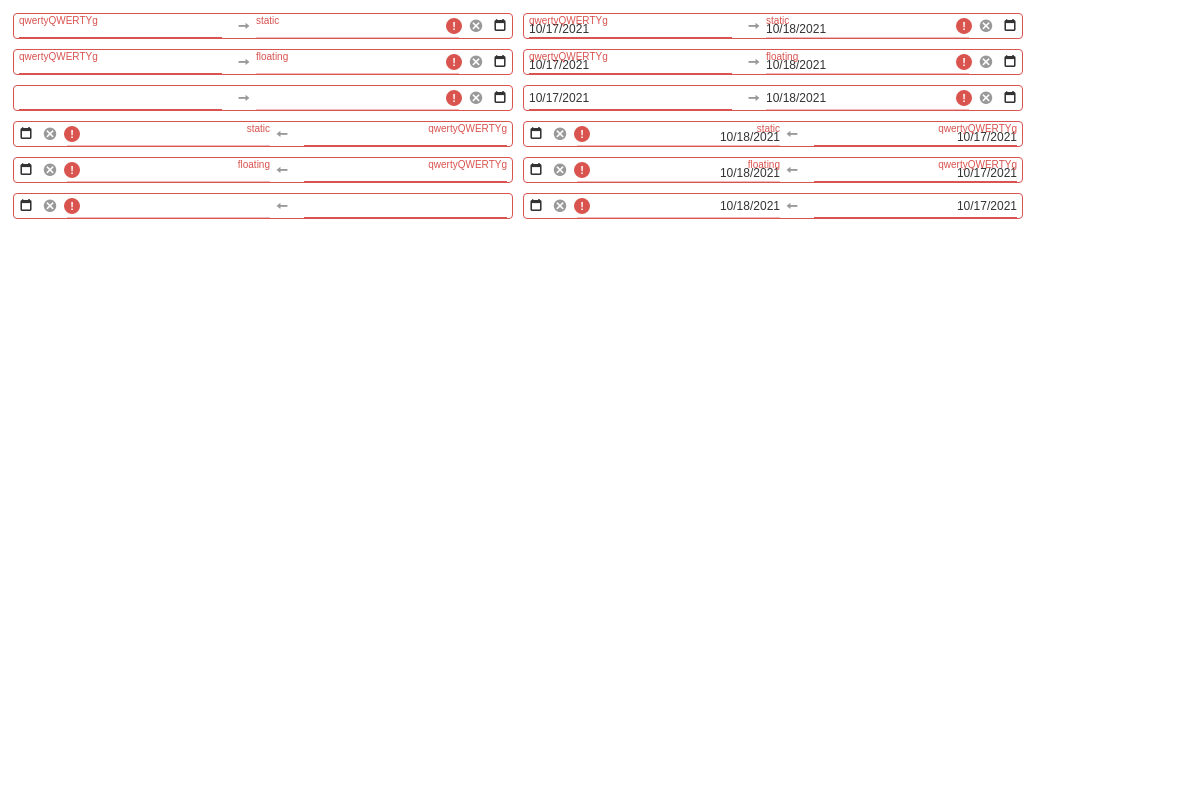 qwertyQWERTYg static qwertyQWERTYg static
10/17/2021 10/18/2021
qwertyQWERTYg floating qwertyQWERTYg floating
10/17/2021 10/18/2021
10/17/2021 10/18/2021
static qwertyQWERTYg static qwertyQWERTYg
10/18/2021 10/17/2021
floating qwertyQWERTYg floating qwertyQWERTYg
10/18/2021 10/17/2021
10/18/2021 10/17/2021